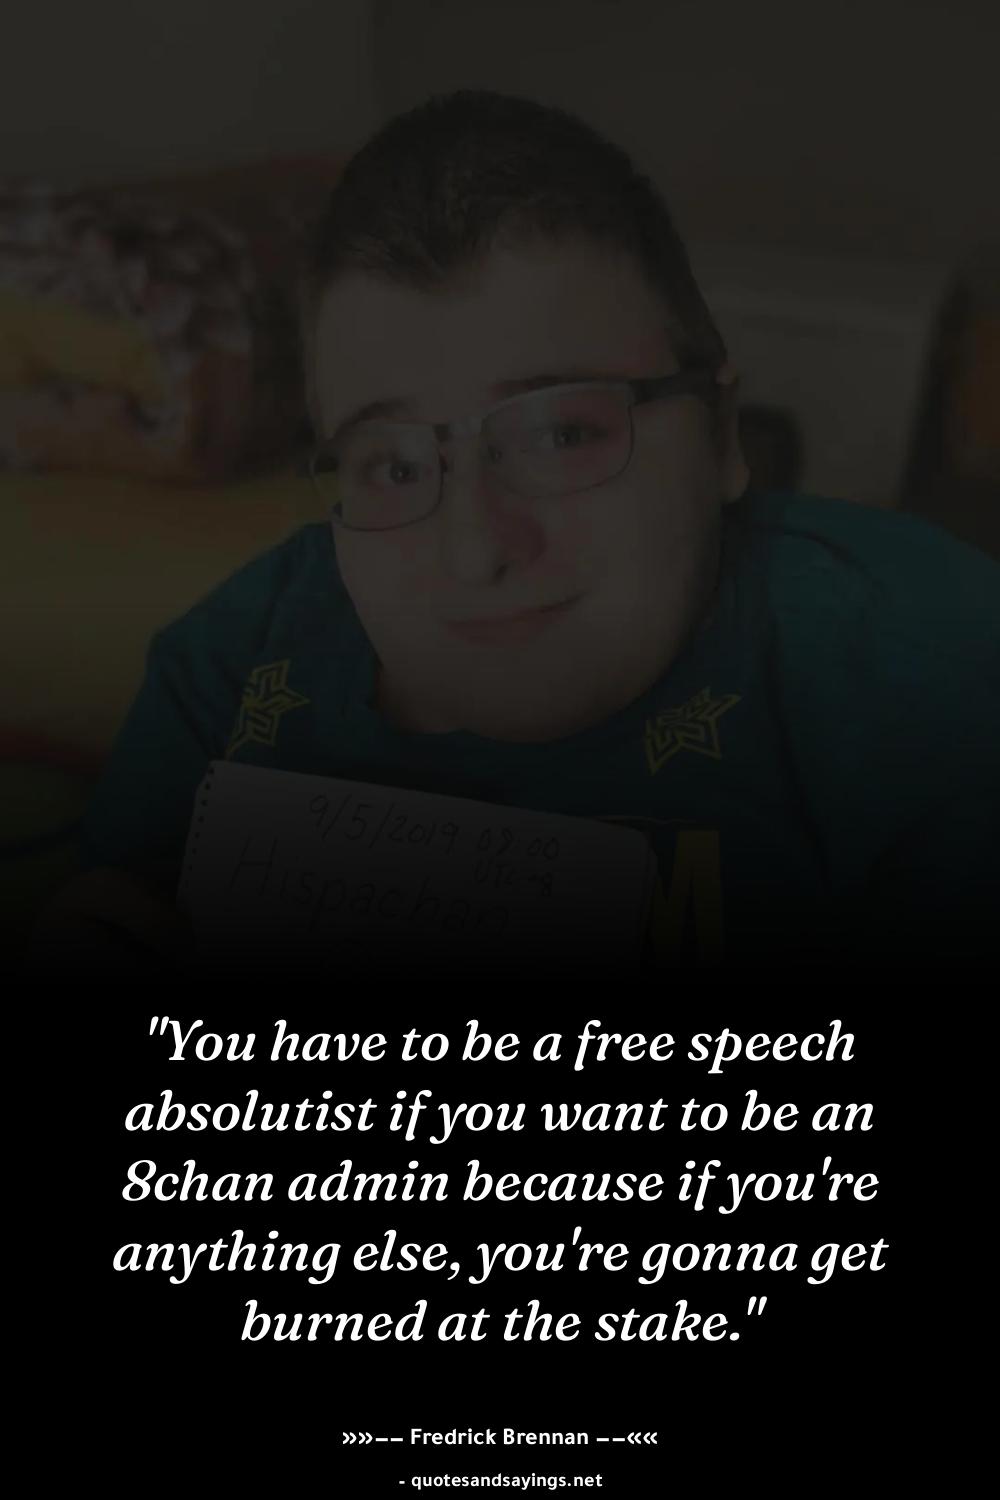 9/5/2019 09:00
UTC+8
Hispachan
M
"You have to be a free speech
absolutist if you want to be an
8chan admin because if you're
anything else, you're gonna get
burned at the stake."
»»−− Fredrick Brennan −−««
- quotesandsayings.net